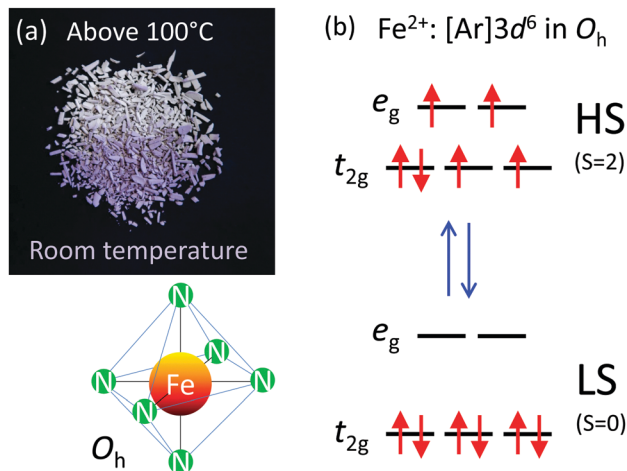 (a) Above 100°C
Room temperature
N
N
N
Fe
N
N
N
Oh
(b) Fe²⁺: [Ar]3d⁶ in Oh
eg
HS
(S=2)
t2g
eg
LS
(S=0)
t2g